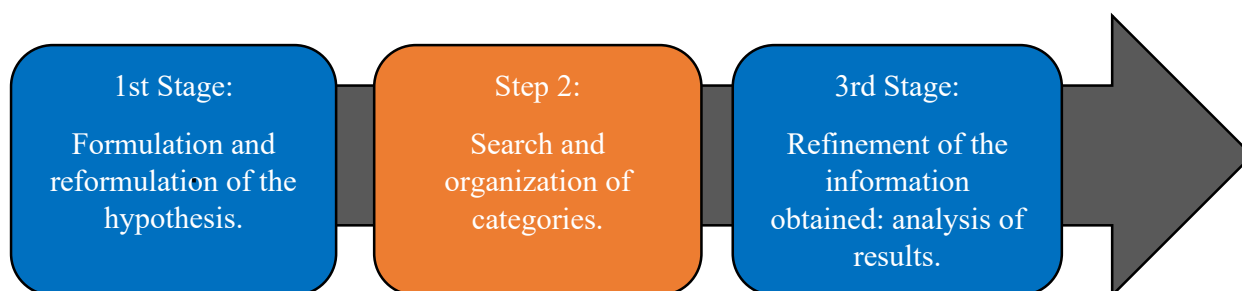 1st Stage:
Formulation and
reformulation of the
hypothesis.
Step 2:
Search and
organization of
categories.
3rd Stage:
Refinement of the
information
obtained: analysis of
results.